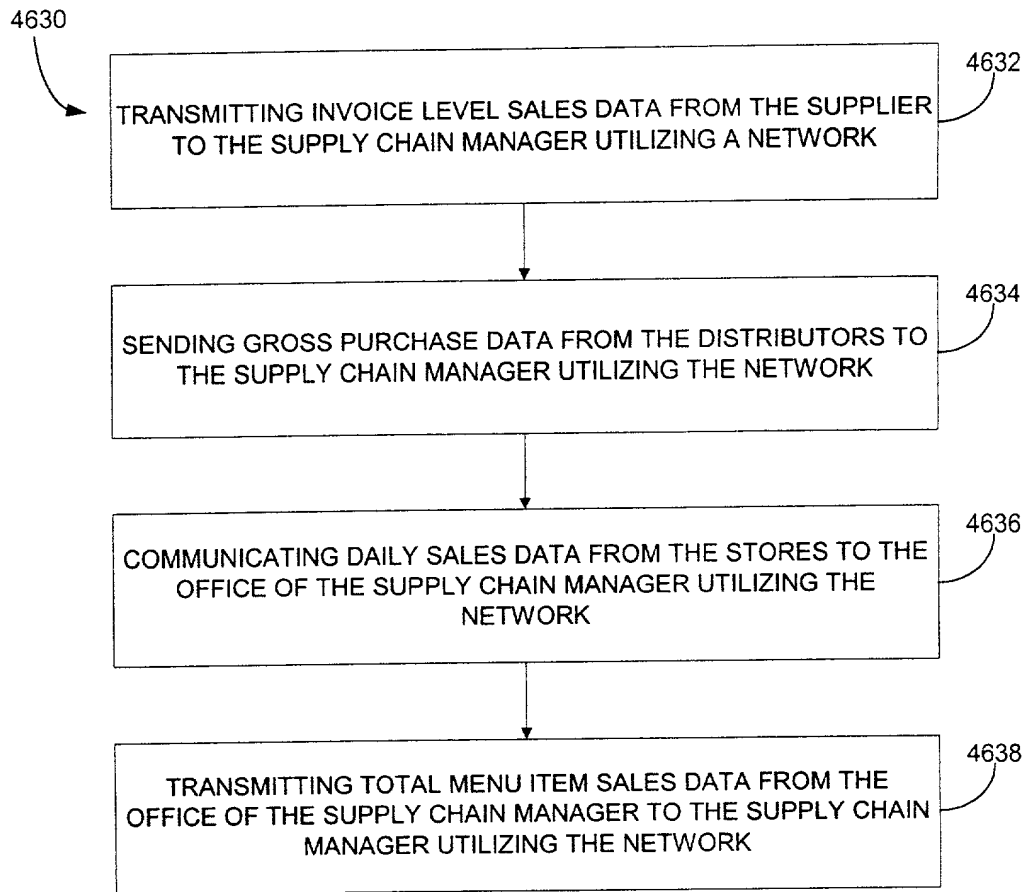 4630
4632
TRANSMITTING INVOICE LEVEL SALES DATA FROM THE SUPPLIER
TO THE SUPPLY CHAIN MANAGER UTILIZING A NETWORK
4634
SENDING GROSS PURCHASE DATA FROM THE DISTRIBUTORS TO
THE SUPPLY CHAIN MANAGER UTILIZING THE NETWORK
4636
COMMUNICATING DAILY SALES DATA FROM THE STORES TO THE
OFFICE OF THE SUPPLY CHAIN MANAGER UTILIZING THE
NETWORK
4638
TRANSMITTING TOTAL MENU ITEM SALES DATA FROM THE
OFFICE OF THE SUPPLY CHAIN MANAGER TO THE SUPPLY CHAIN
MANAGER UTILIZING THE NETWORK